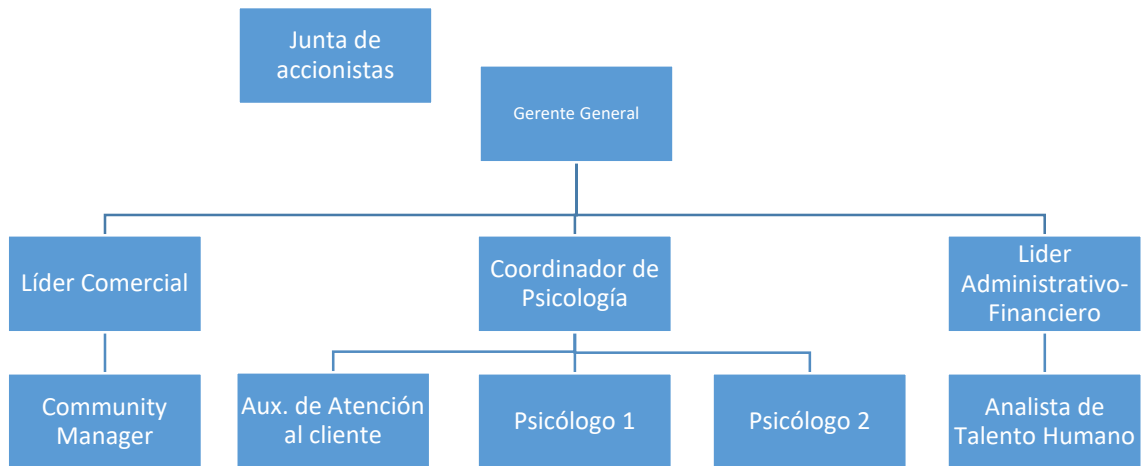 Junta de
accionistas
Gerente General
Líder Comercial
Coordinador de
Psicología
Lider
Administrativo-
Financiero
Community
Manager
Aux. de Atención
al cliente
Psicólogo 1
Psicólogo 2
Analista de
Talento Humano